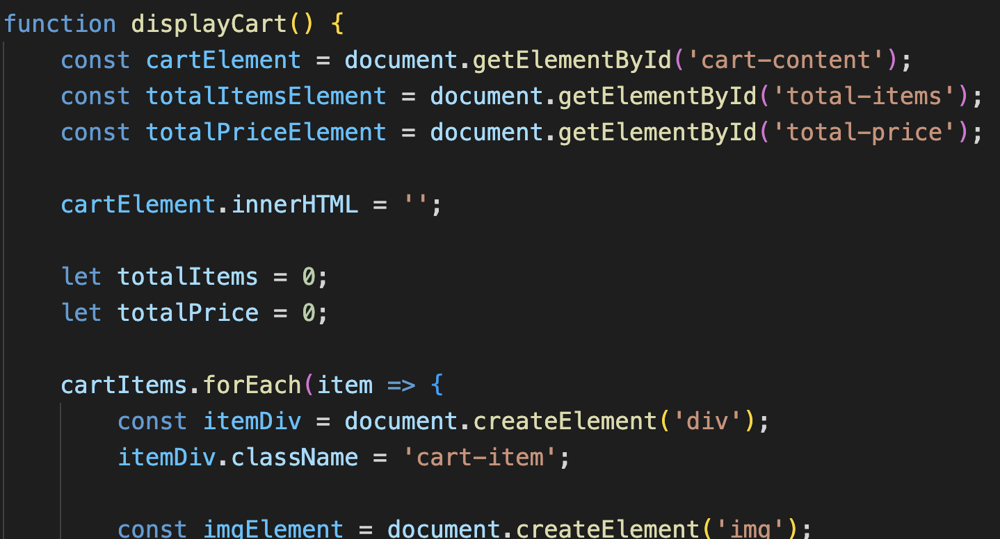 function displayCart() {
    const cartElement = document.getElementById('cart-content');
    const totalItemsElement = document.getElementById('total-items');
    const totalPriceElement = document.getElementById('total-price');
    cartElement.innerHTML = '';
    let totalItems = 0;
    let totalPrice = 0;
    cartItems.forEach(item => {
        const itemDiv = document.createElement('div');
        itemDiv.className = 'cart-item';
        const imgElement = document.createElement('img');